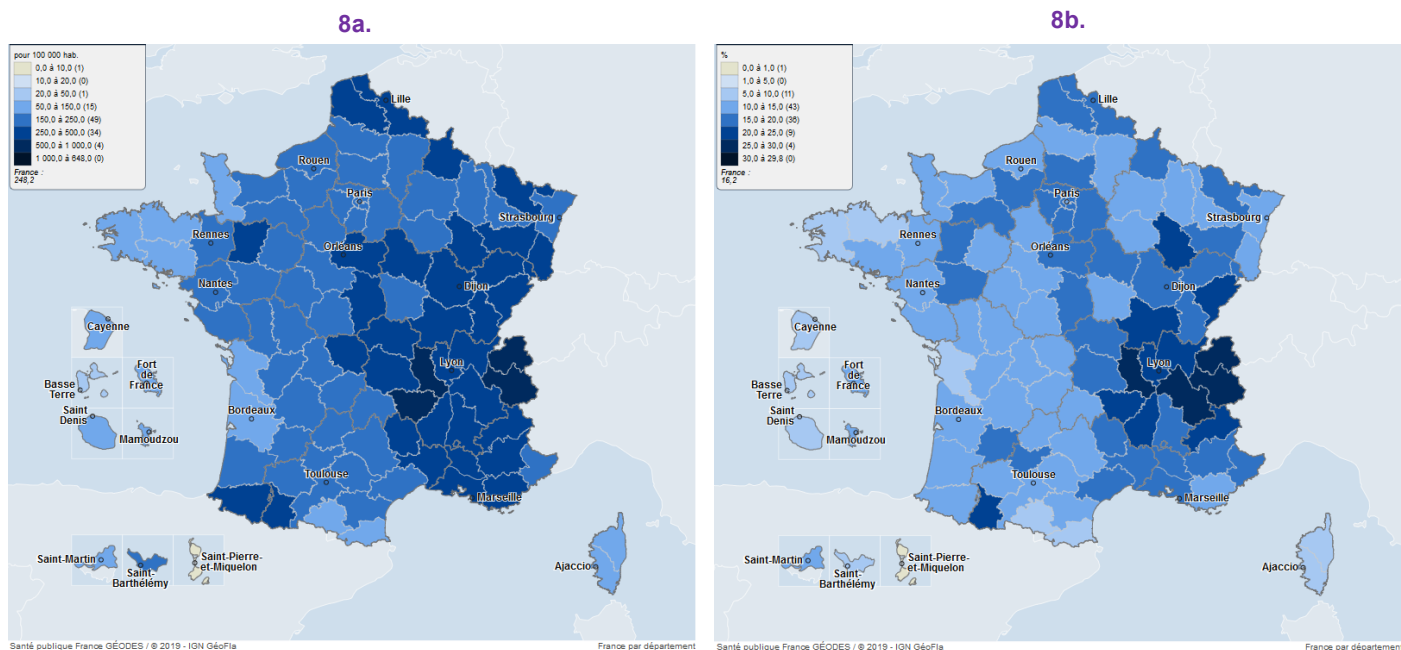 8a.
8b.
pour 100 000 hab.
0,0 à 10,0 (1)
10,0 à 20,0 (0)
20,0 à 50,0 (1)
50,0 à 150,0 (15)
150,0 à 250,0 (49)
250,0 à 500,0 (34)
500,0 à 1 000,0 (4)
1 000,0 à 648,0 (0)
France :
248,2
Lille
Rouen
Paris
Strasbourg
Rennes
Orléans
Dijon
Nantes
Cayenne
Lyon
Fort
de
France
Basse
Terre
Bordeaux
Saint
Denis
Mamoudzou
Toulouse
Marseille
Saint-Martin
Saint-
Barthélémy
Saint-Pierre-
et-Miquelon
Ajaccio
Santé publique France GÉODES / © 2019 - IGN GéoFla
France par département
%
0,0 à 1,0 (1)
1,0 à 5,0 (0)
5,0 à 10,0 (11)
10,0 à 15,0 (43)
15,0 à 20,0 (36)
20,0 à 25,0 (9)
25,0 à 30,0 (4)
30,0 à 29,8 (0)
France :
16,2
Lille
Rouen
Paris
Strasbourg
Rennes
Orléans
Dijon
Nantes
Cayenne
Lyon
Fort
de
France
Basse
Terre
Bordeaux
Saint
Denis
Mamoudzou
Toulouse
Marseille
Saint-Martin
Saint-
Barthélémy
Saint-Pierre-
et-Miquelon
Ajaccio
Santé publique France GÉODES / © 2019 - IGN GéoFla
France par département